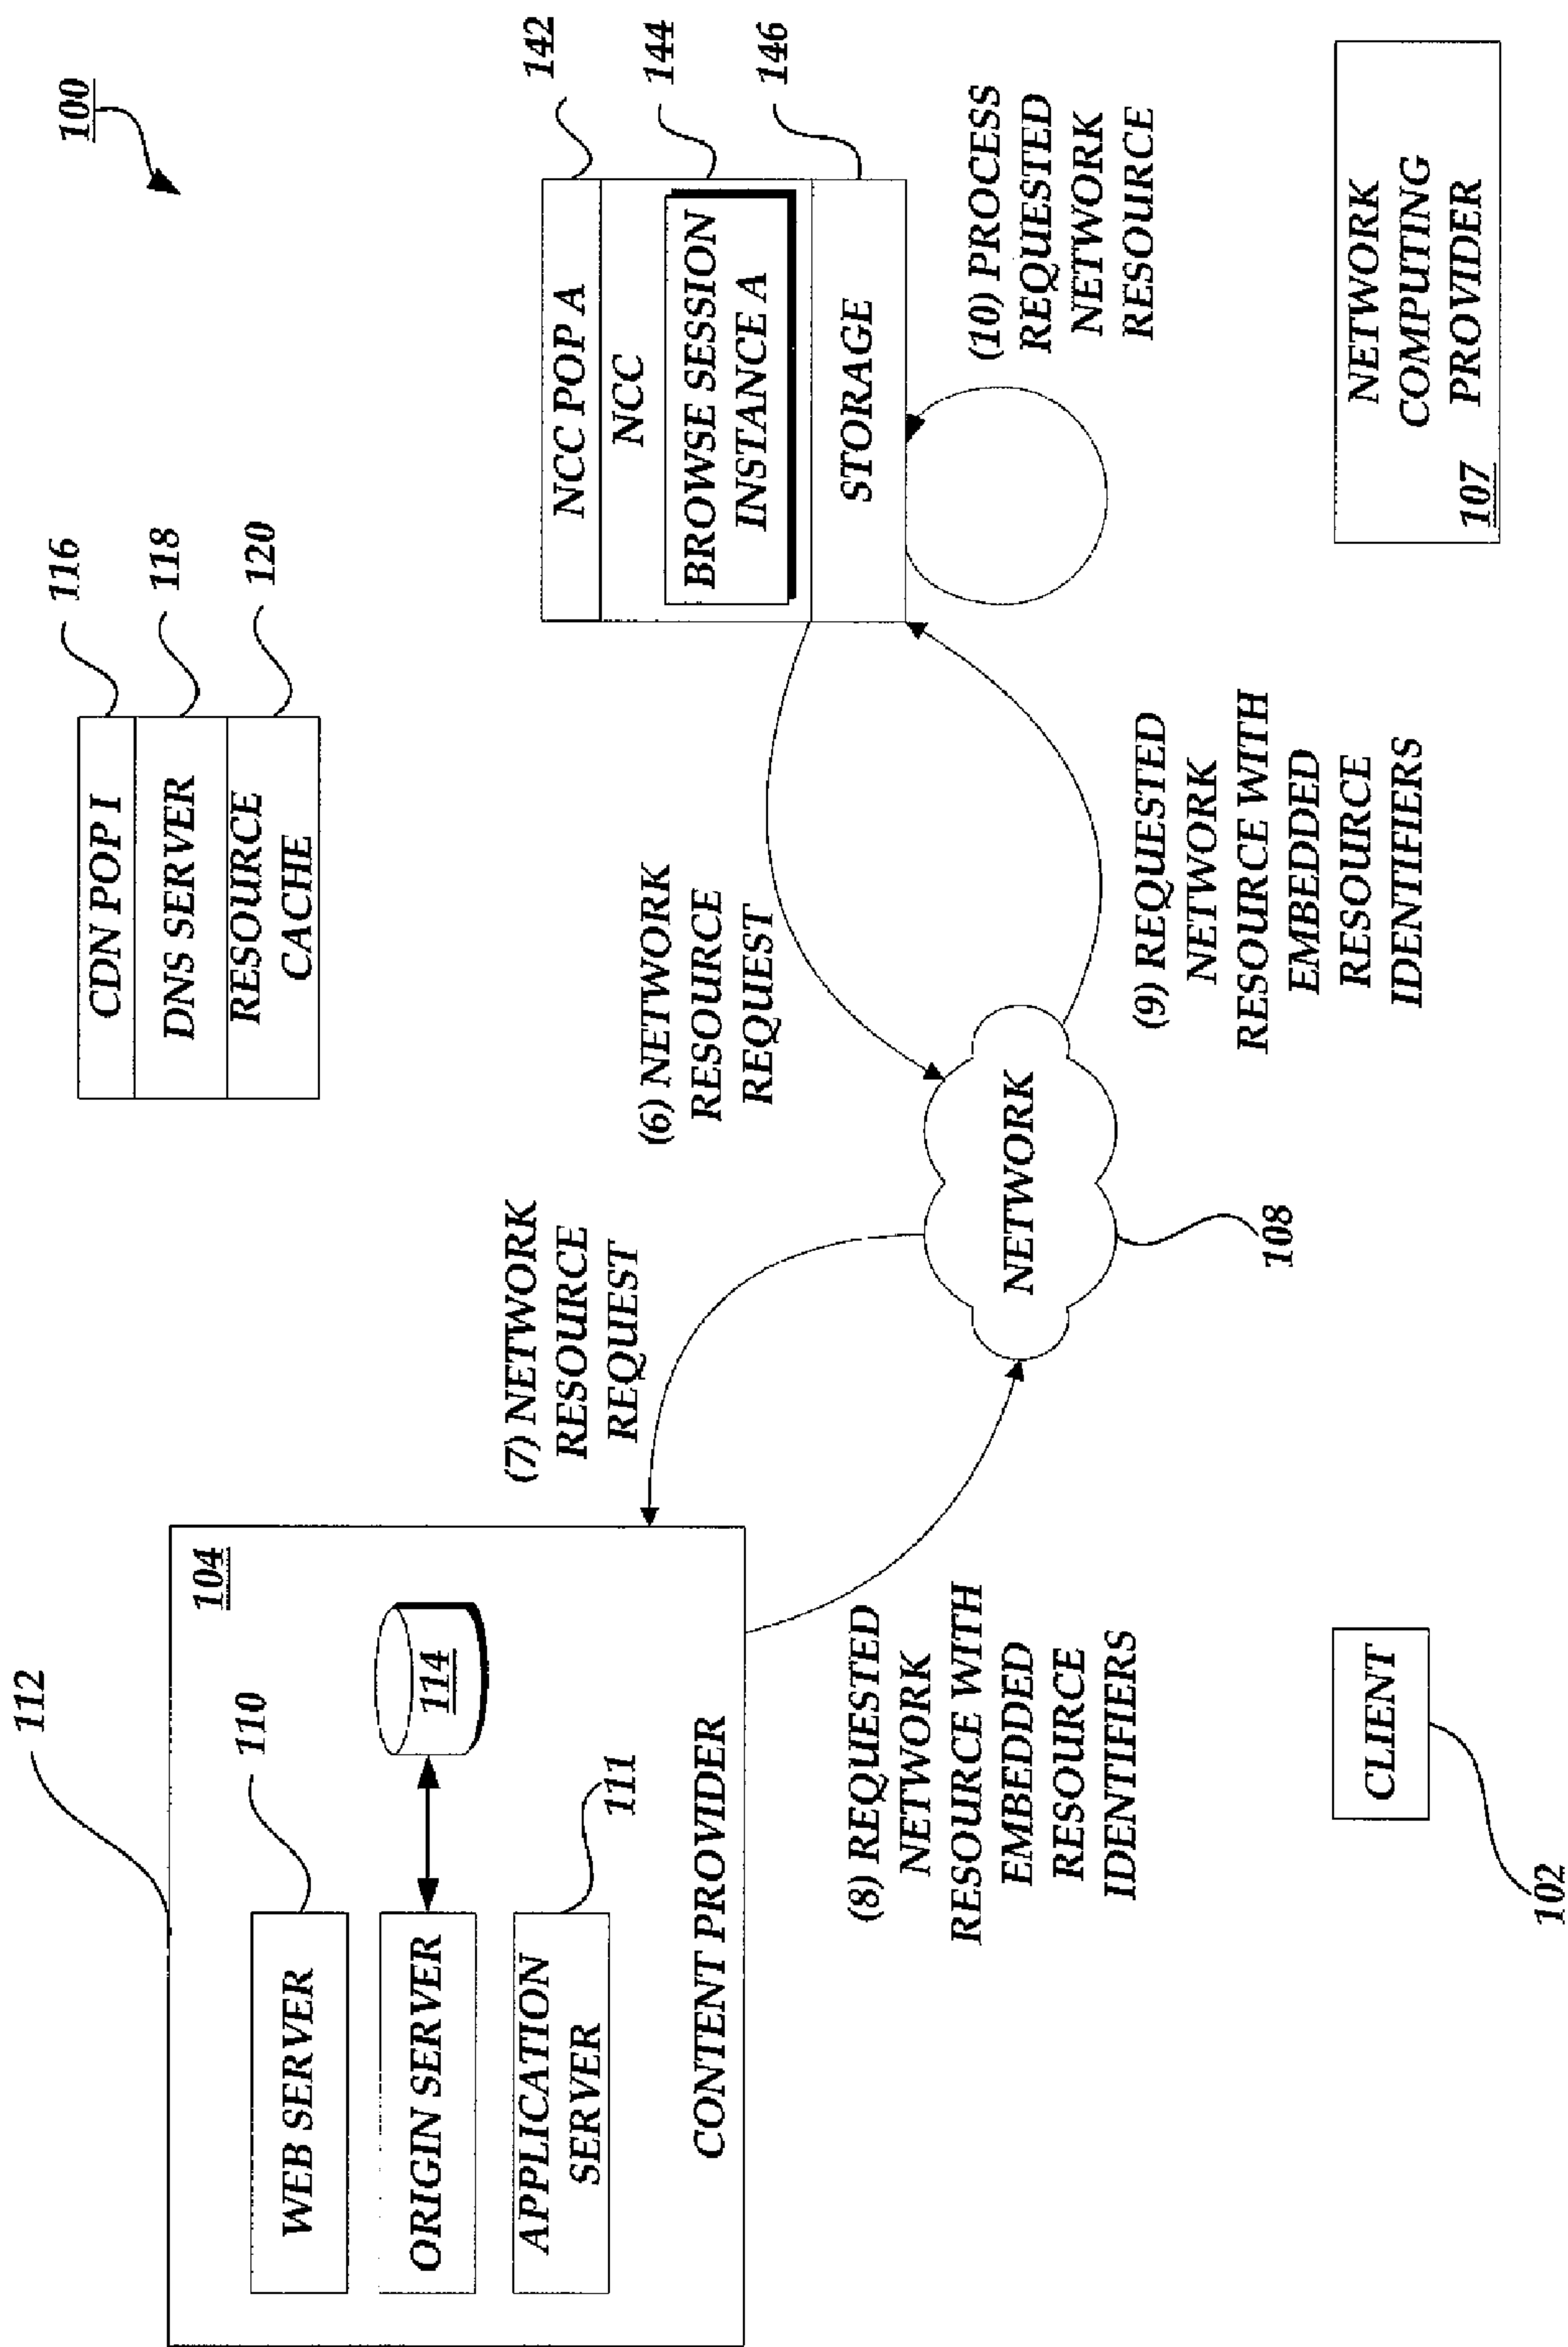 100
112
104
110
WEB SERVER
ORIGIN SERVER
114
APPLICATION
SERVER
111
CONTENT PROVIDER
CDN POP I
DNS SERVER
RESOURCE
CACHE
116
118
120
(7) NETWORK
RESOURCE
REQUEST
(6) NETWORK
RESOURCE
REQUEST
NCC POP A
NCC
BROWSE SESSION
INSTANCE A
STORAGE
142
144
146
(8) REQUESTED
NETWORK
RESOURCE WITH
EMBEDDED
RESOURCE
IDENTIFIERS
NETWORK
108
(9) REQUESTED
NETWORK
RESOURCE WITH
EMBEDDED
RESOURCE
IDENTIFIERS
(10) PROCESS
REQUESTED
NETWORK
RESOURCE
CLIENT
102
NETWORK
COMPUTING
PROVIDER
107